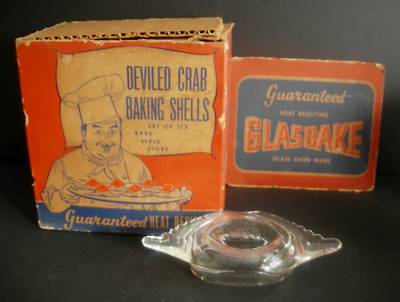 DEVILED CRAB
BAKING SHELLS
SET OF SIX
BAKE
SERVE
STORE
Guaranteed HEAT
Guaranteed
HEAT RESISTING
GLASBAKE
GLASS OVEN WARE